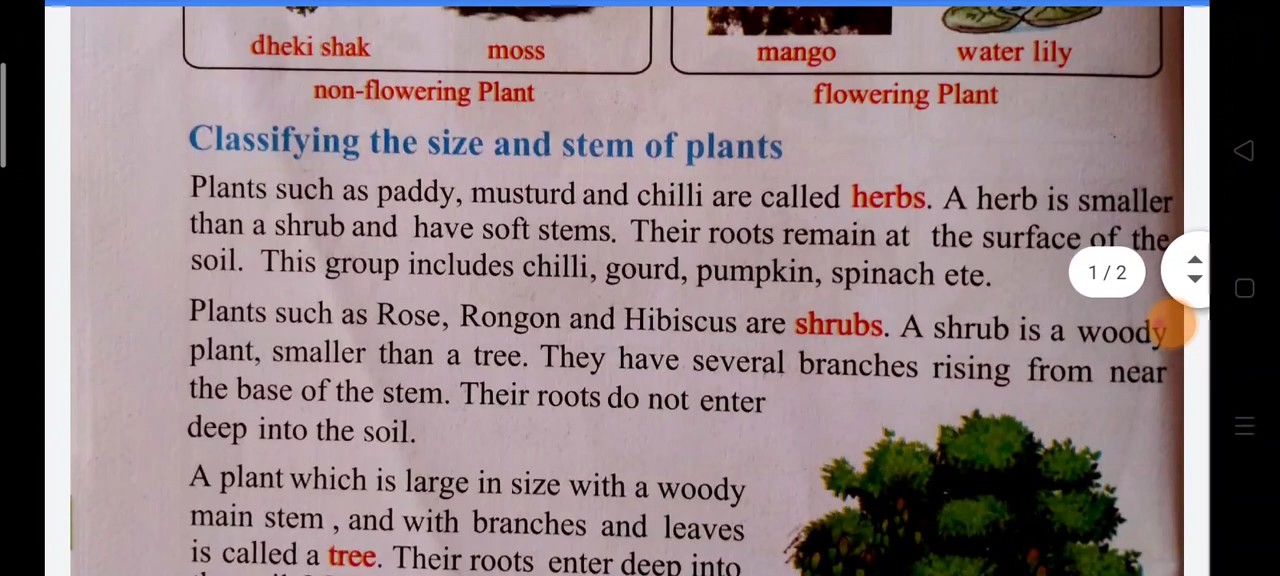 dheki shak moss mango water lily
non-flowering Plant flowering Plant
Classifying the size and stem of plants
Plants such as paddy, musturd and chilli are called herbs. A herb is smaller
than a shrub and have soft stems. Their roots remain at the surface of the
soil. This group includes chilli, gourd, pumpkin, spinach ete.
1 / 2
Plants such as Rose, Rongon and Hibiscus are shrubs. A shrub is a woody
plant, smaller than a tree. They have several branches rising from near
the base of the stem. Their roots do not enter
deep into the soil.
A plant which is large in size with a woody
main stem , and with branches and leaves
is called a tree. Their roots enter deep into